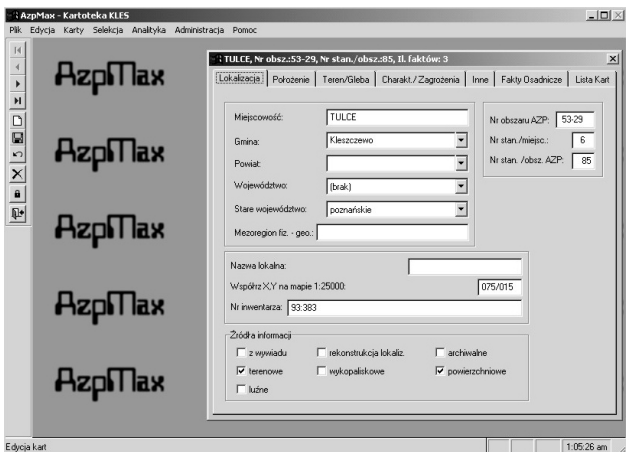 AzpMax - Kartoteka KLES
Plik Edycja Karty Selekcja Analityka Administracja Pomoc
AzpMax
AzpMax
AzpMax
AzpMax
AzpMax
TULCE, Nr obsz.:53-29, Nr stan./obsz.:85, Il. faktów: 3
Lokalizacja Położenie Teren/Gleba Charakt./Zagrożenia Inne Fakty Osadnicze Lista Kart
Miejscowość: TULCE
Gmina: Kleszczewo
Powiat:
Województwo: (brak)
Stare województwo: poznańskie
Mezoregion fiz. - geo.:
Nr obszaru AZP: 53-29
Nr stan./miejsc.: 6
Nr stan. /obsz. AZP: 85
Nazwa lokalna:
Współrz X,Y na mapie 1:25000: 075/015
Nr inwentarza: 93:383
Źródła informacji
z wywiadu rekonstrukcja lokaliz. archiwalne
terenowe wykopaliskowe powierzchniowe
luźne
Edycja kart 1:05:26 am